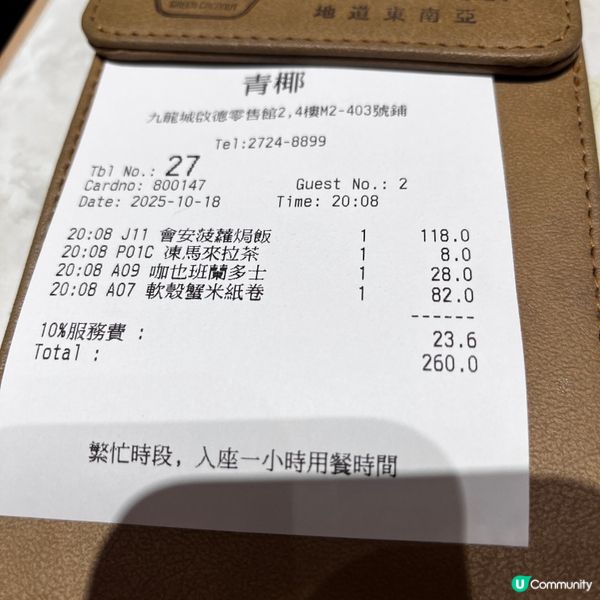 GREEN COCONUT
地道東南亞
青椰
九龍城啟德零售館2,4樓M2-403號鋪
Tel:2724-8899
Tbl No.: 27
Cardno: 800147 Guest No.: 2
Date: 2025-10-18 Time: 20:08
20:08 J11 會安菠蘿焗飯 1 118.0
20:08 P01C 凍馬來拉茶 1 8.0
20:08 A09 咖也班蘭多士 1 28.0
20:08 A07 軟殼蟹米紙卷 1 82.0
------
10%服務費 : 23.6
Total : 260.0
繁忙時段, 入座一小時用餐時間
U Community